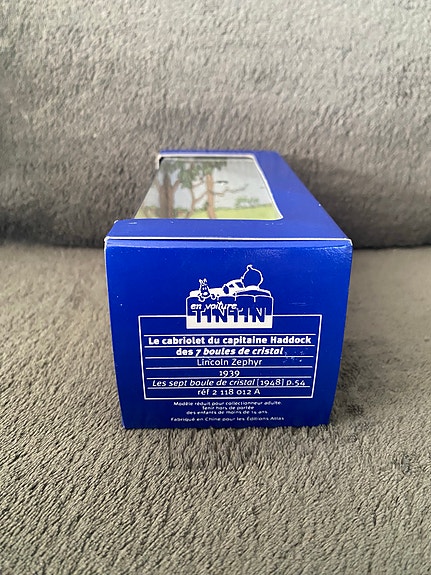 en voiture
TINTIN
Le cabriolet du capitaine Haddock
des 7 boules de cristal
Lincoln Zephyr
1939
Les sept boule de cristal [1948] p.54
réf 2 118 012 A
Modèle réduit pour collectionneur adulte.
Tenir hors de portée
des enfants de moins de 14 ans.
Fabriqué en Chine pour les Éditions Atlas